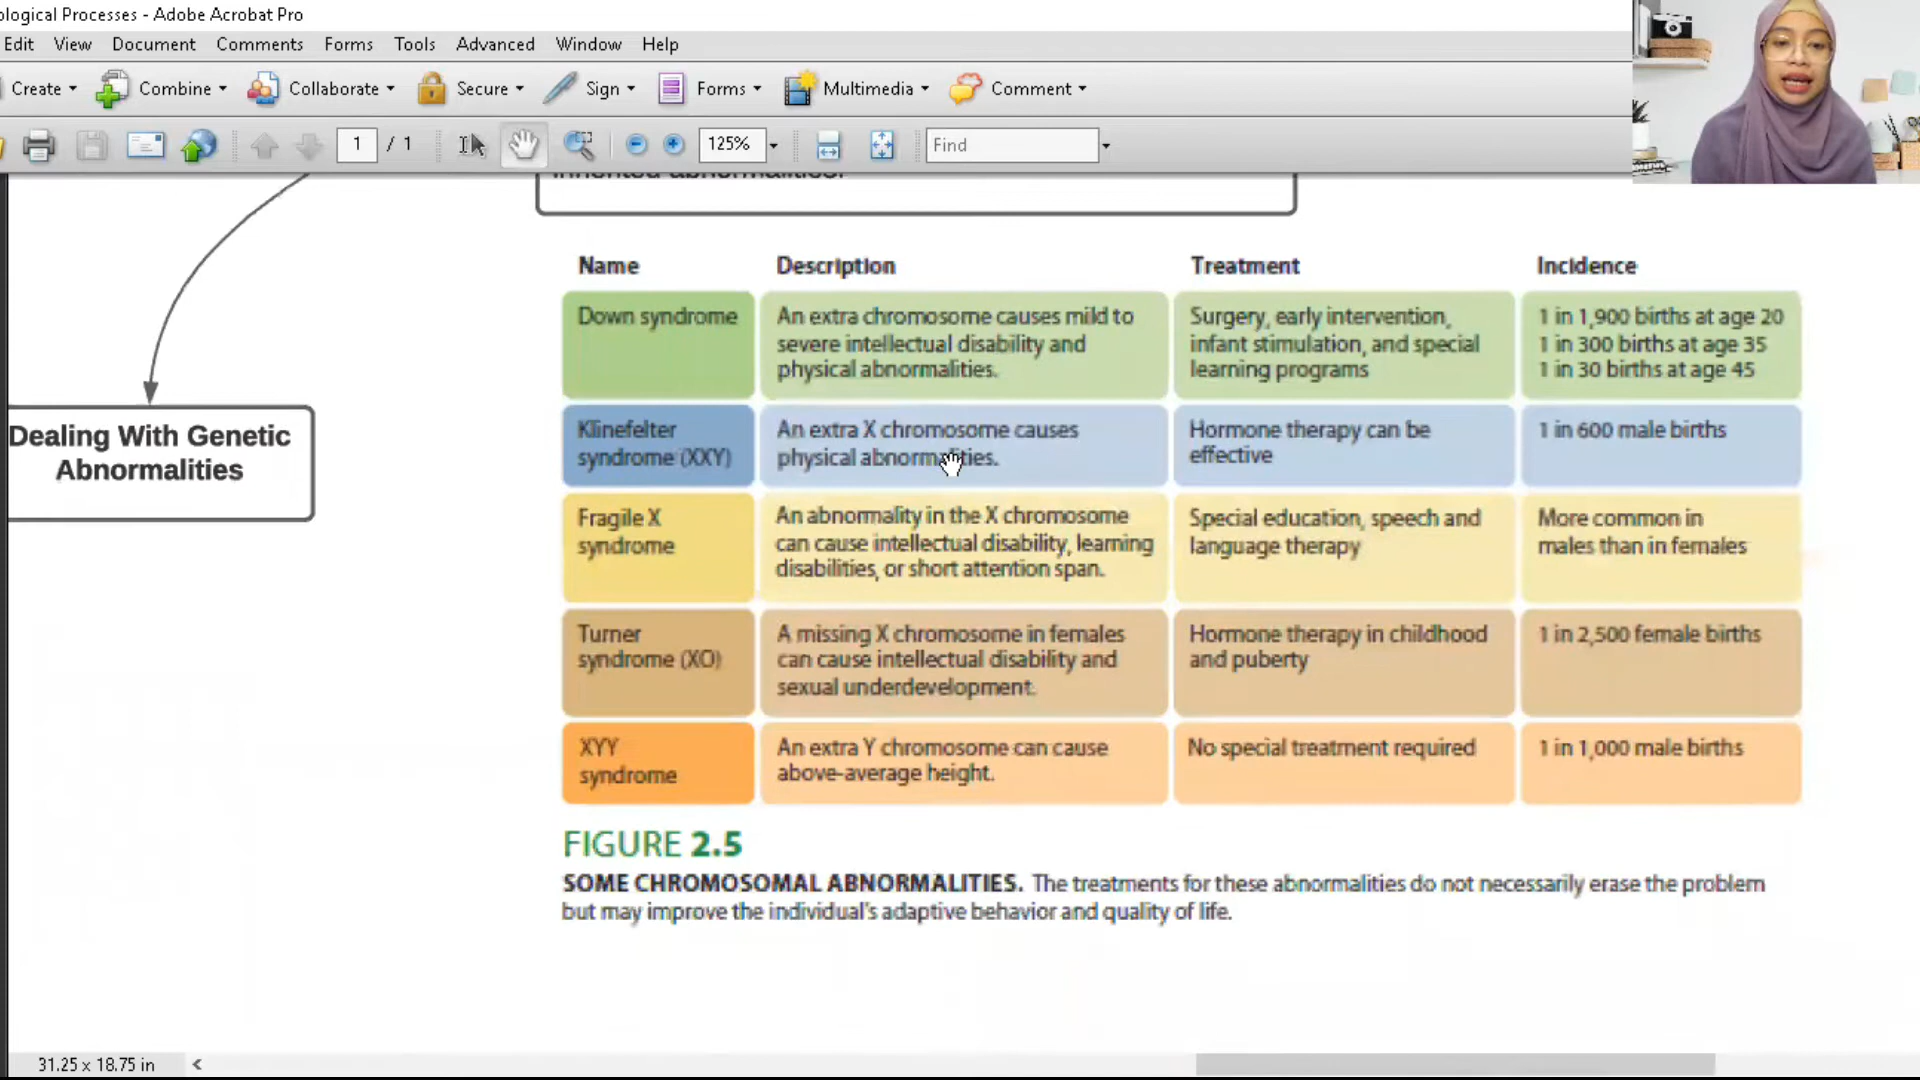 ological Processes - Adobe Acrobat Pro
Edit View Document Comments Forms Tools Advanced Window Help
Create Combine Collaborate Secure Sign Forms Multimedia Comment
1 / 1 125% Find
inherited abnormalities.
Name Description Treatment Incidence
Down syndrome
An extra chromosome causes mild to
severe intellectual disability and
physical abnormalities.
Surgery, early intervention,
infant stimulation, and special
learning programs
1 in 1,900 births at age 20
1 in 300 births at age 35
1 in 30 births at age 45
Dealing With Genetic
Abnormalities
Klinefelter
syndrome (XXY)
An extra X chromosome causes
physical abnormalities.
Hormone therapy can be
effective
1 in 600 male births
Fragile X
syndrome
An abnormality in the X chromosome
can cause intellectual disability, learning
disabilities, or short attention span.
Special education, speech and
language therapy
More common in
males than in females
Turner
syndrome (XO)
A missing X chromosome in females
can cause intellectual disability and
sexual underdevelopment.
Hormone therapy in childhood
and puberty
1 in 2,500 female births
XYY
syndrome
An extra Y chromosome can cause
above-average height.
No special treatment required
1 in 1,000 male births
FIGURE 2.5
SOME CHROMOSOMAL ABNORMALITIES. The treatments for these abnormalities do not necessarily erase the problem
but may improve the individual's adaptive behavior and quality of life.
31.25 x 18.75 in